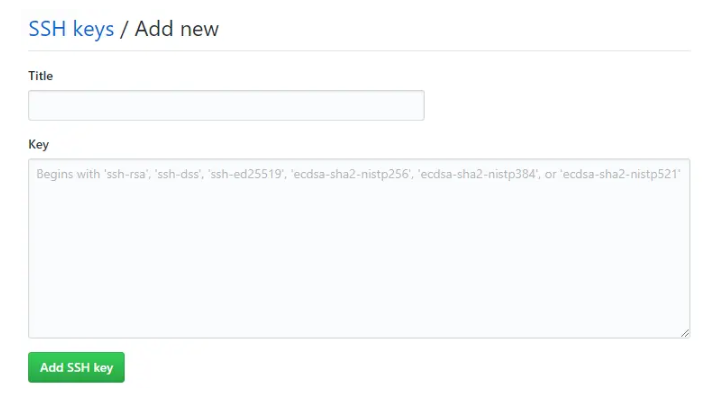 SSH keys / Add new
Title
Key
Begins with 'ssh-rsa', 'ssh-dss', 'ssh-ed25519', 'ecdsa-sha2-nistp256', 'ecdsa-sha2-nistp384', or 'ecdsa-sha2-nistp521'
Add SSH key